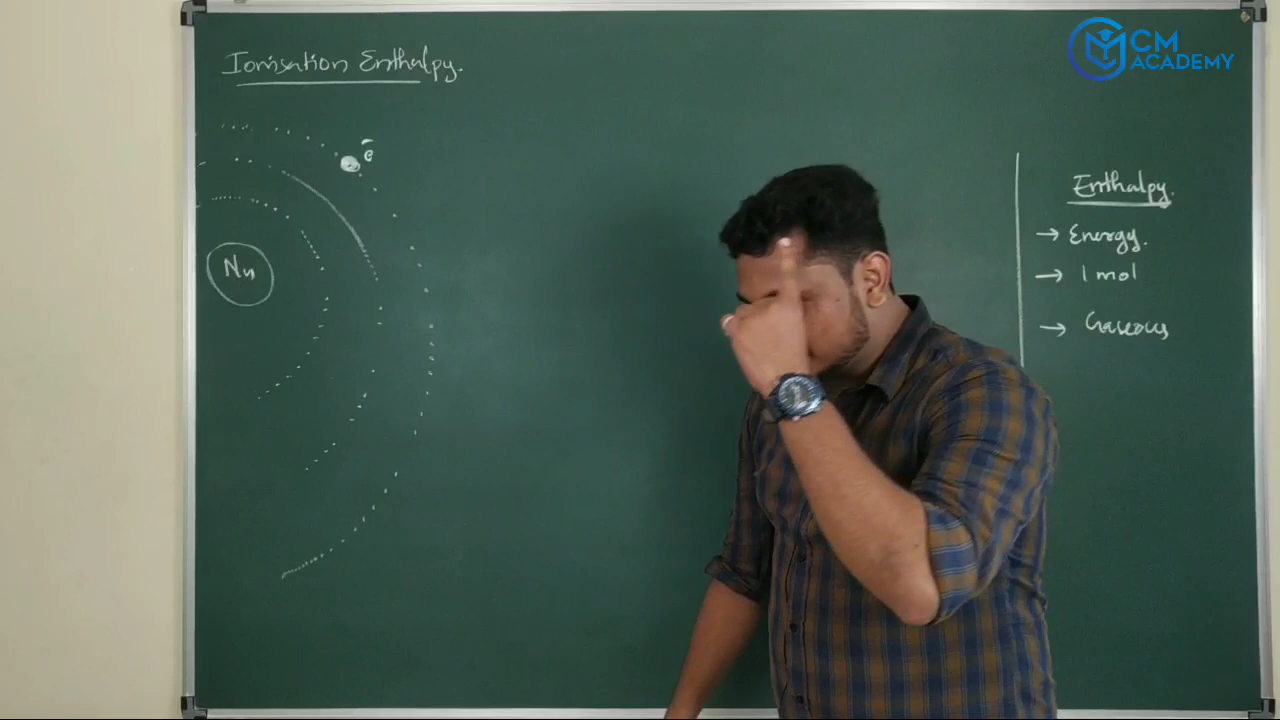 Ionisation Enthalpy.
CM
ACADEMY
ē
Nu
Enthalpy.
→ Energy.
→ 1 mol
→ Gaseous